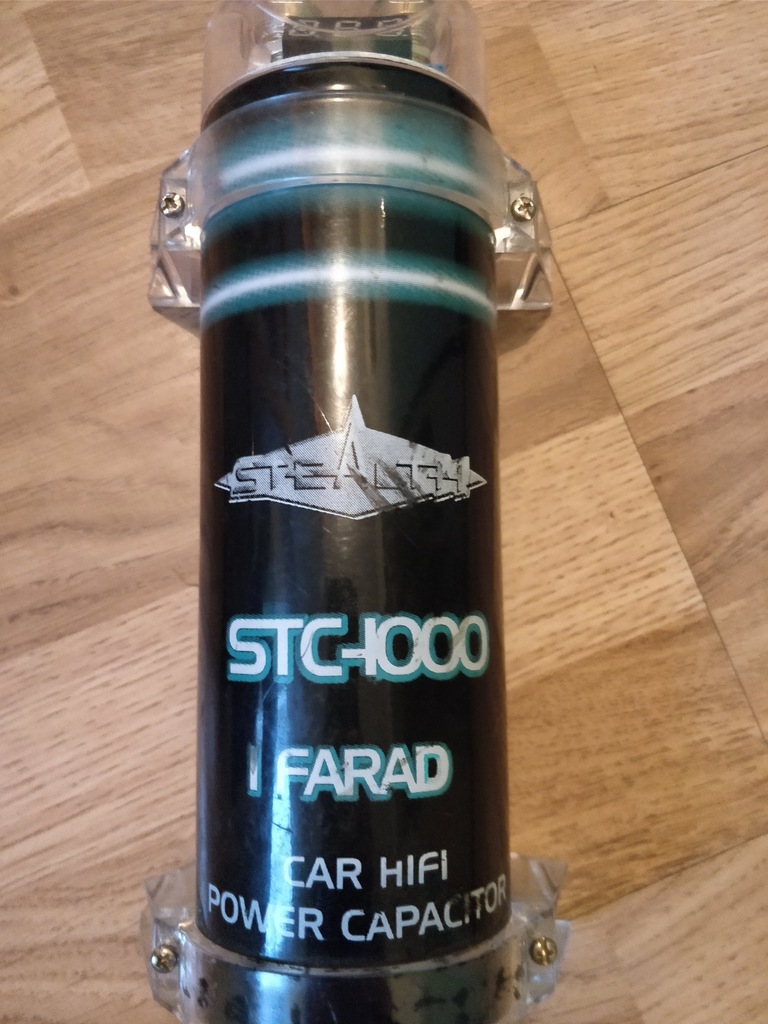 STEALTH
STC-1000
1 FARAD
CAR HIFI
POWER CAPACITOR